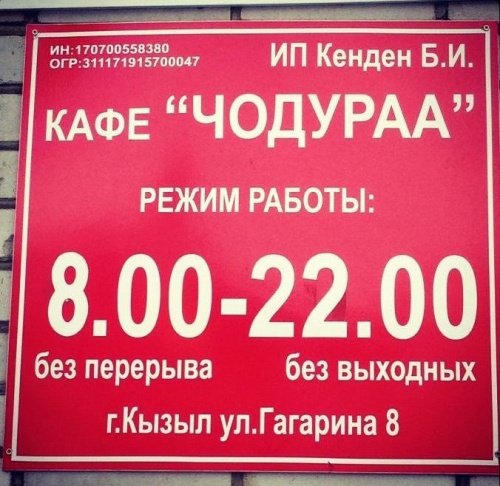 ИН:170700558380
ОГР:311171915700047
ИП Кенден Б.И.
КАФЕ “ЧОДУРАА”
РЕЖИМ РАБОТЫ:
8.00-22.00
без перерыва без выходных
г.Кызыл ул.Гагарина 8